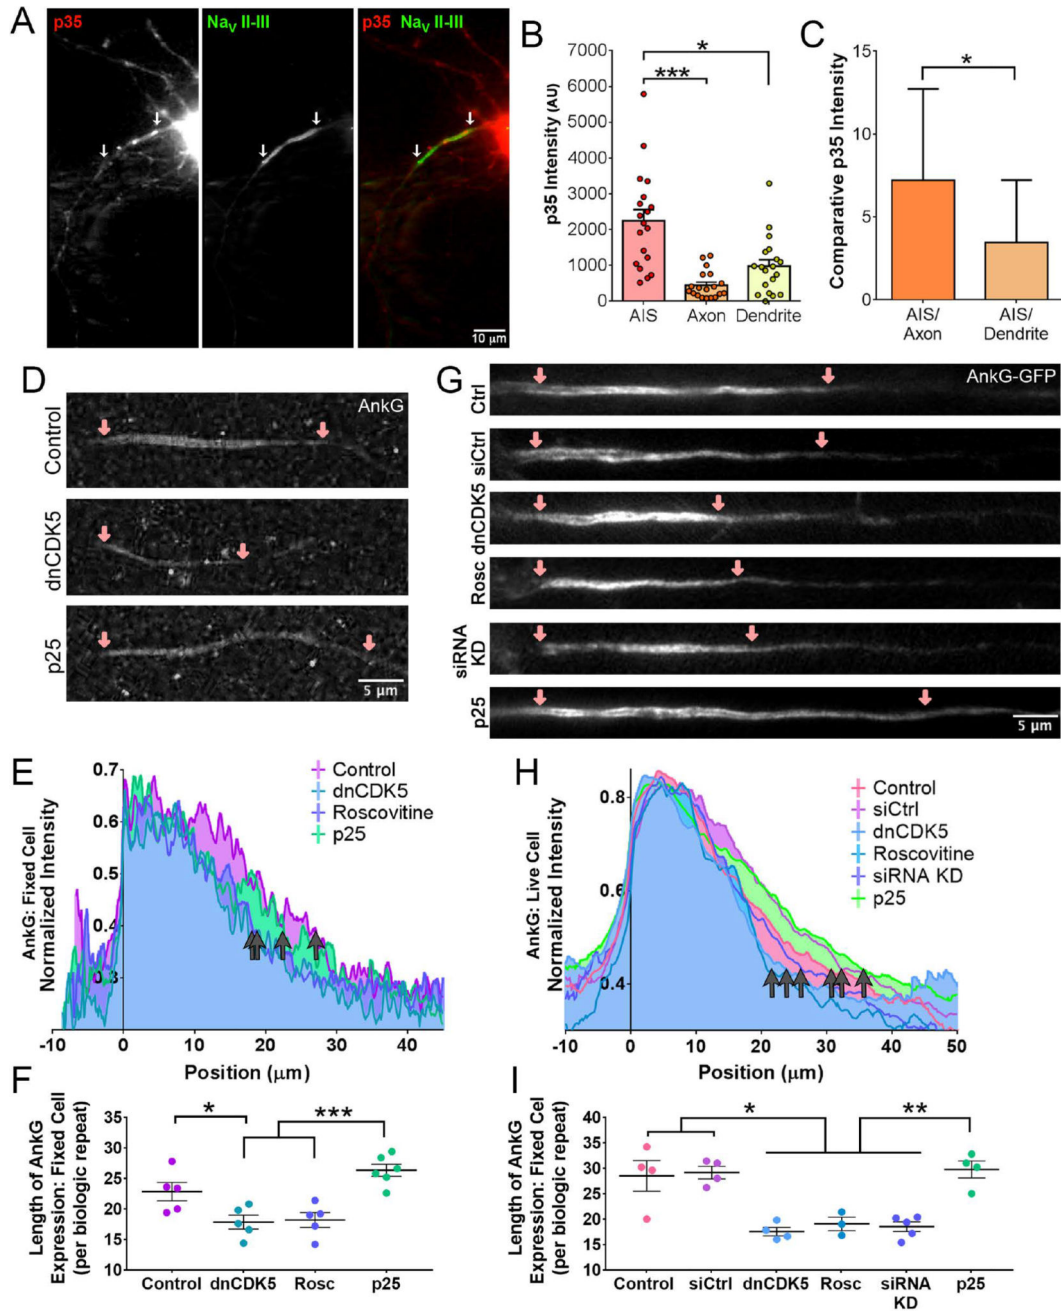 A
p35
Na_V II-III
p35 Na_V II-III
10 μm
B
p35 Intensity (AU)
7000
6000
5000
4000
3000
2000
1000
0
*
***
AIS
Axon
Dendrite
C
Comparative p35 Intensity
15
10
5
0
*
AIS/
Axon
AIS/
Dendrite
D
Control
AnkG
dnCDK5
p25
5 μm
G
Ctrl
AnkG-GFP
siCtrl
dnCDK5
Rosc
siRNA
KD
p25
5 μm
E
AnkG: Fixed Cell
Normalized Intensity
0.7
0.6
0.5
0.4
0.3
Control
dnCDK5
Roscovitine
p25
0
10
20
30
40
Position (μm)
H
AnkG: Live Cell
Normalized Intensity
0.8
0.6
0.4
Control
siCtrl
dnCDK5
Roscovitine
siRNA KD
p25
-10
0
10
20
30
40
50
Position (μm)
F
Length of AnkG
Expression: Fixed Cell
(per biologic repeat)
35
30
25
20
15
10
*
***
Control
dnCDK5
Rosc
p25
I
Length of AnkG
Expression: Fixed Cel
(per biologic repeat)
40
35
30
25
20
15
10
*
**
Control
siCtrl
dnCDK5
Rosc
siRNA
KD
p25